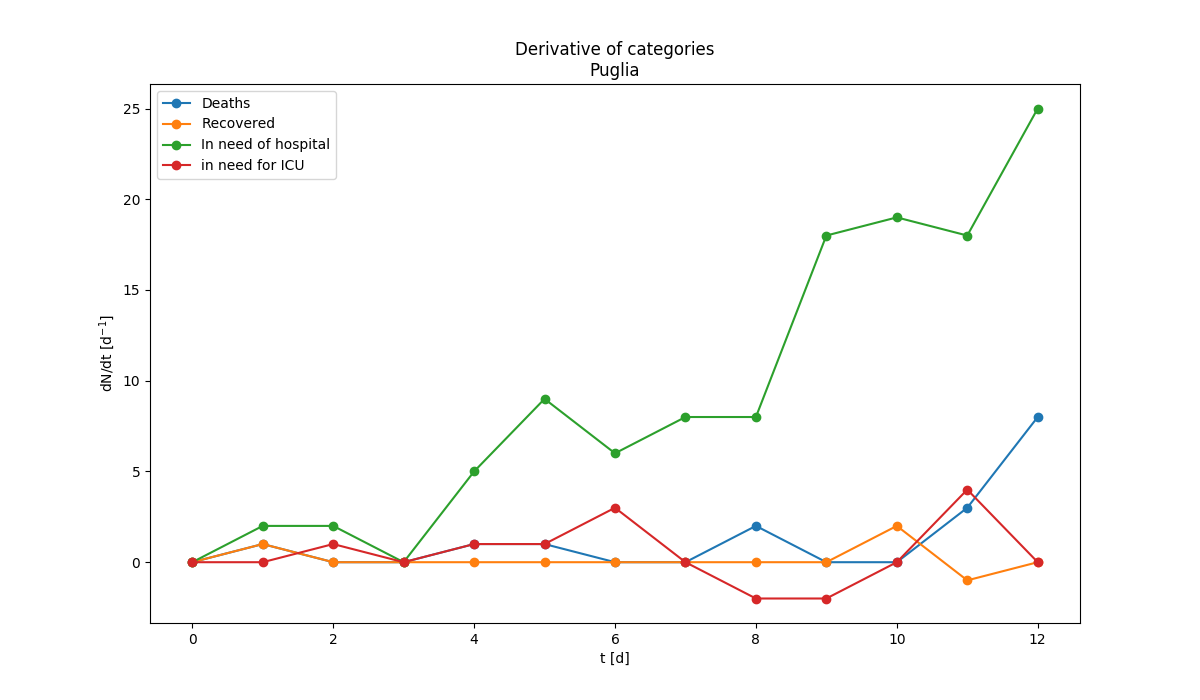 Derivative of categories
Puglia
Deaths
Recovered
In need of hospital
in need for ICU
25
20
15
10
5
0
dN/dt [d⁻¹]
0 2 4 6 8 10 12
t [d]